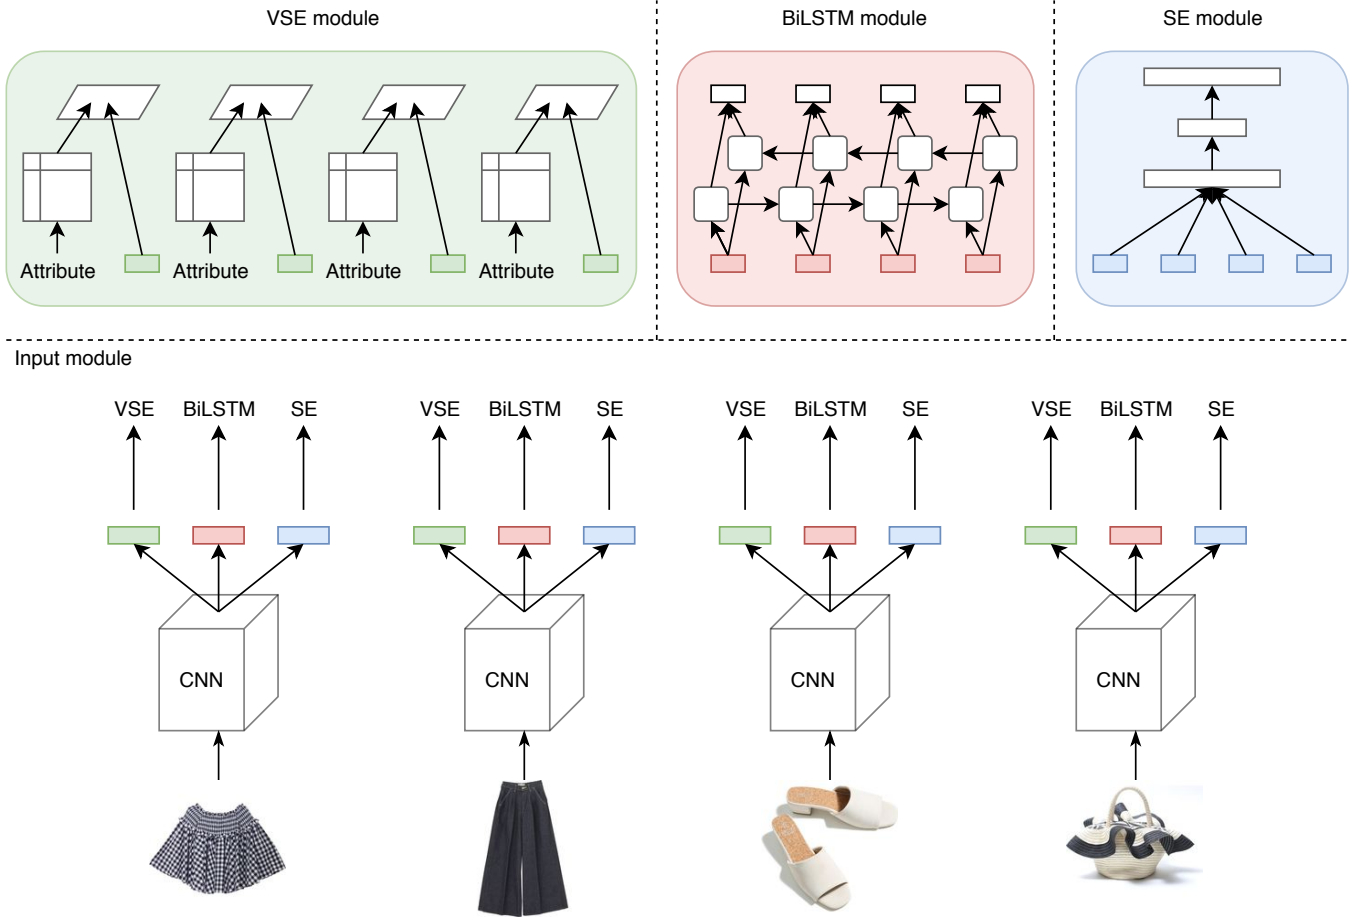 VSE module
BiLSTM module
SE module
Attribute
Attribute
Attribute
Attribute
Input module
VSE BiLSTM SE
VSE BiLSTM SE
VSE BiLSTM SE
VSE BiLSTM SE
CNN
CNN
CNN
CNN